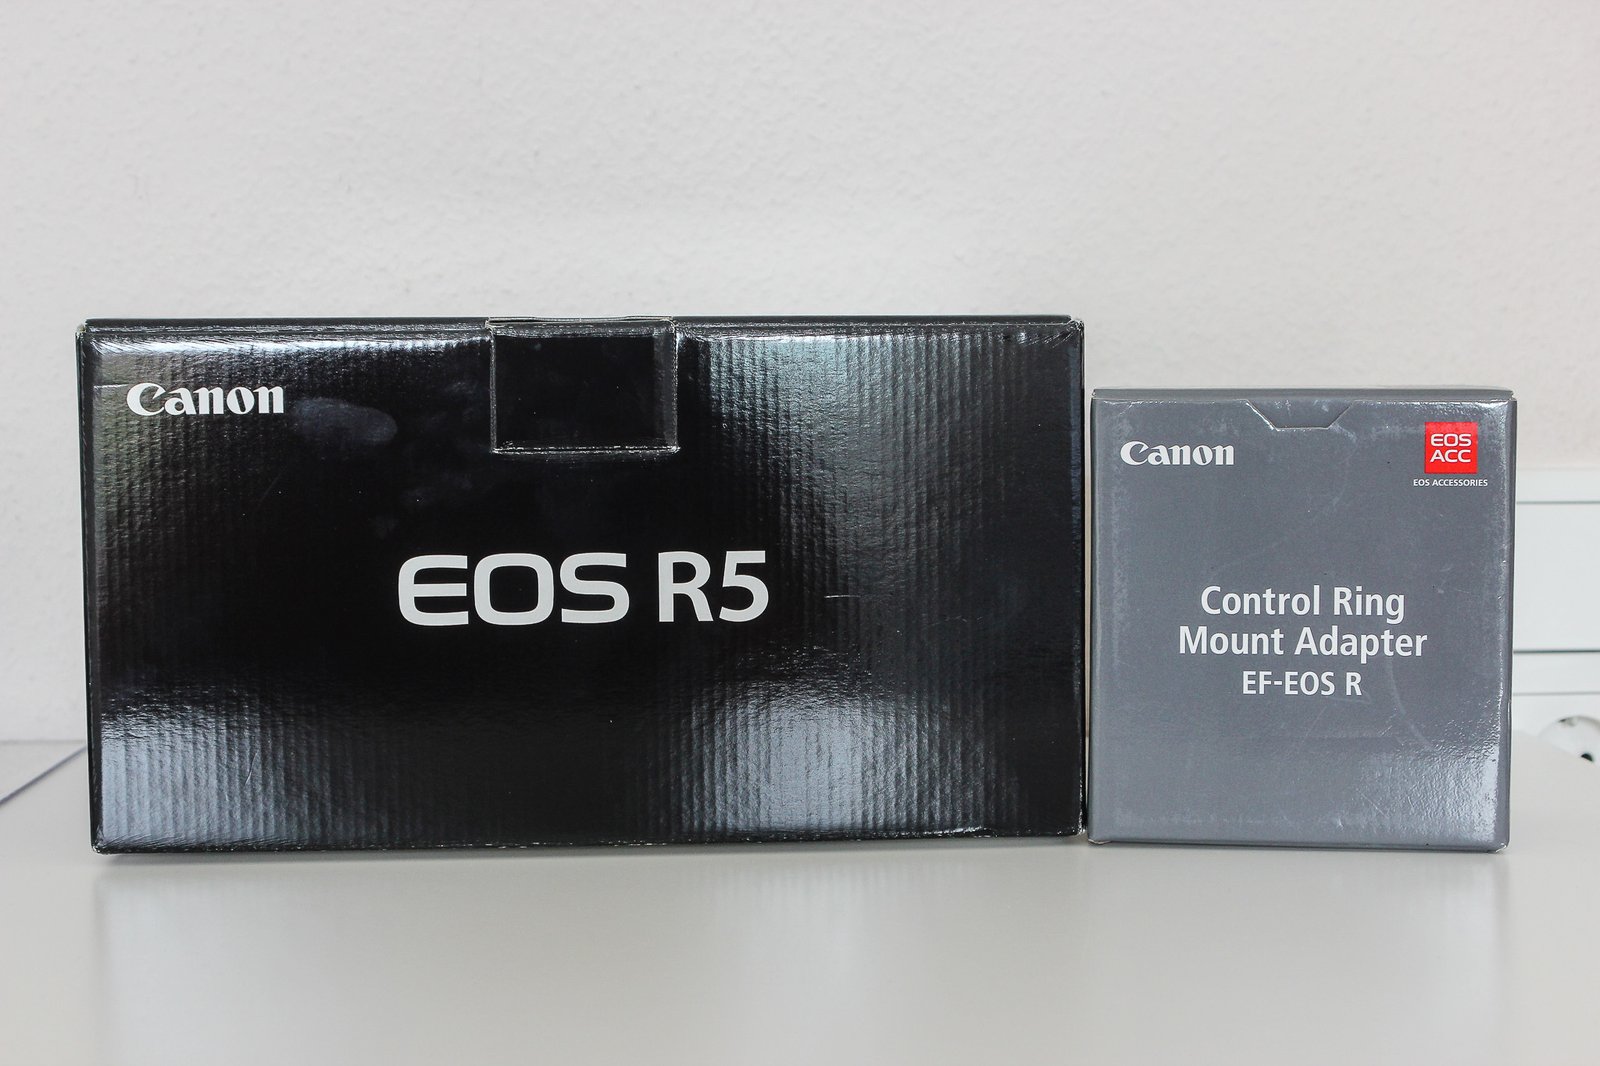 Canon
EOS R5
Canon
EOS
ACC
EOS ACCESSORIES
Control Ring
Mount Adapter
EF-EOS R